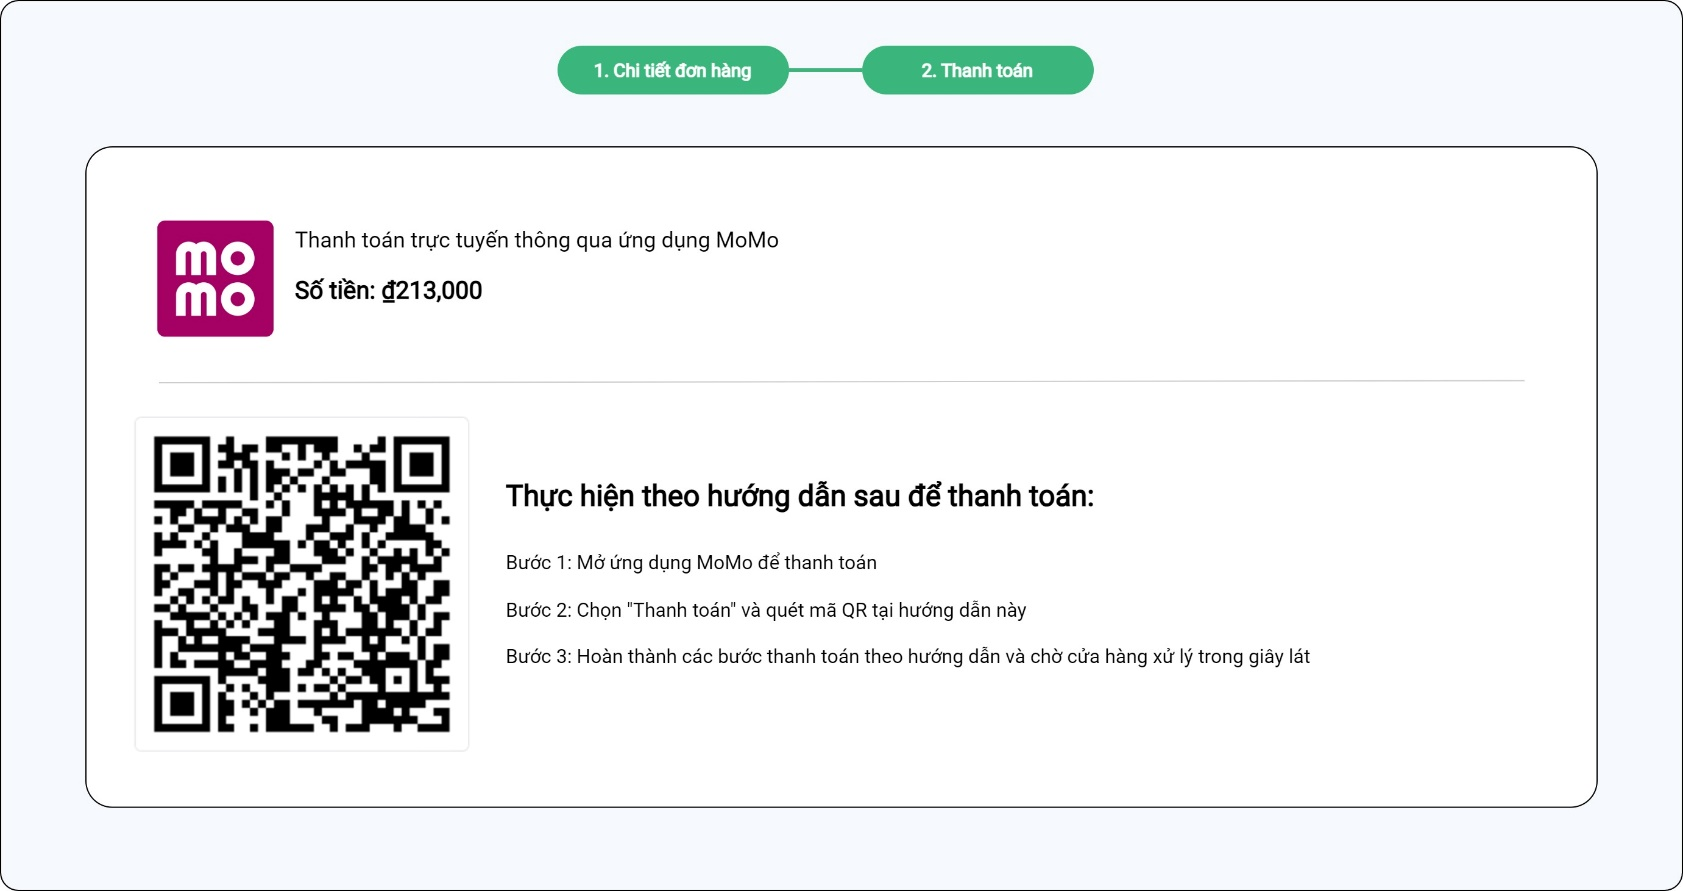 1. Chi tiết đơn hàng
2. Thanh toán
mo
mo
Thanh toán trực tuyến thông qua ứng dụng MoMo
Số tiền: ₫213,000
Thực hiện theo hướng dẫn sau để thanh toán:
Bước 1: Mở ứng dụng MoMo để thanh toán
Bước 2: Chọn "Thanh toán" và quét mã QR tại hướng dẫn này
Bước 3: Hoàn thành các bước thanh toán theo hướng dẫn và chờ cửa hàng xử lý trong giây lát